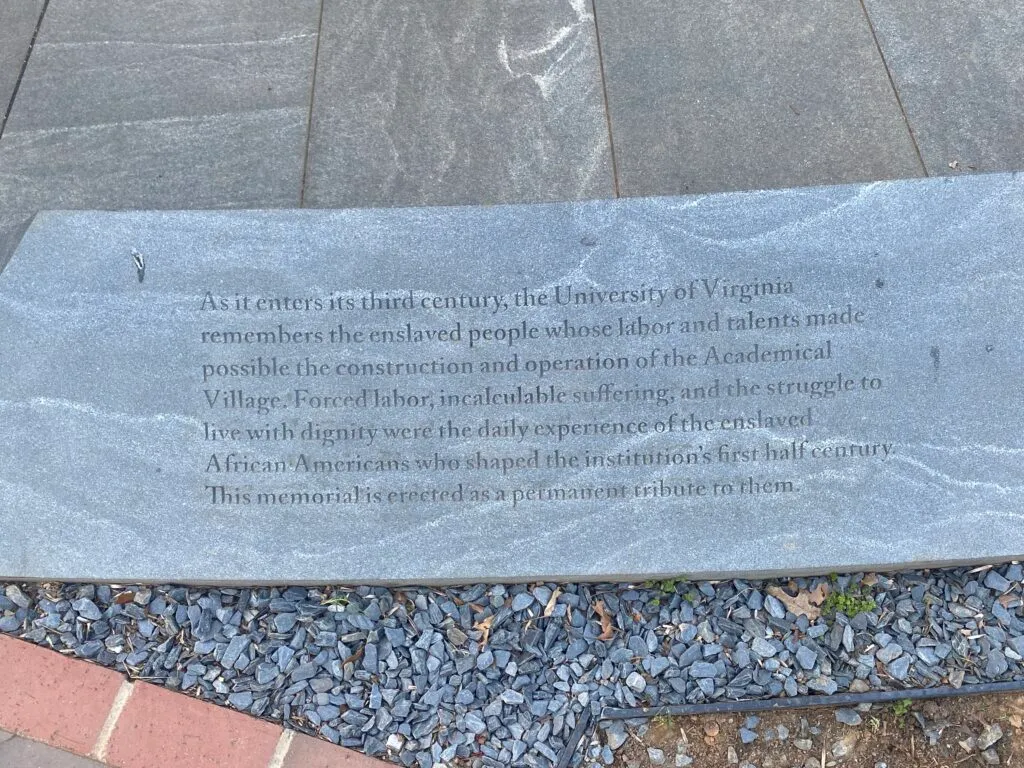 As it enters its third century, the University of Virginia
remembers the enslaved people whose labor and talents made
possible the construction and operation of the Academical
Village. Forced labor, incalculable suffering, and the struggle to
live with dignity were the daily experience of the enslaved
African Americans who shaped the institution's first half century.
This memorial is erected as a permanent tribute to them.